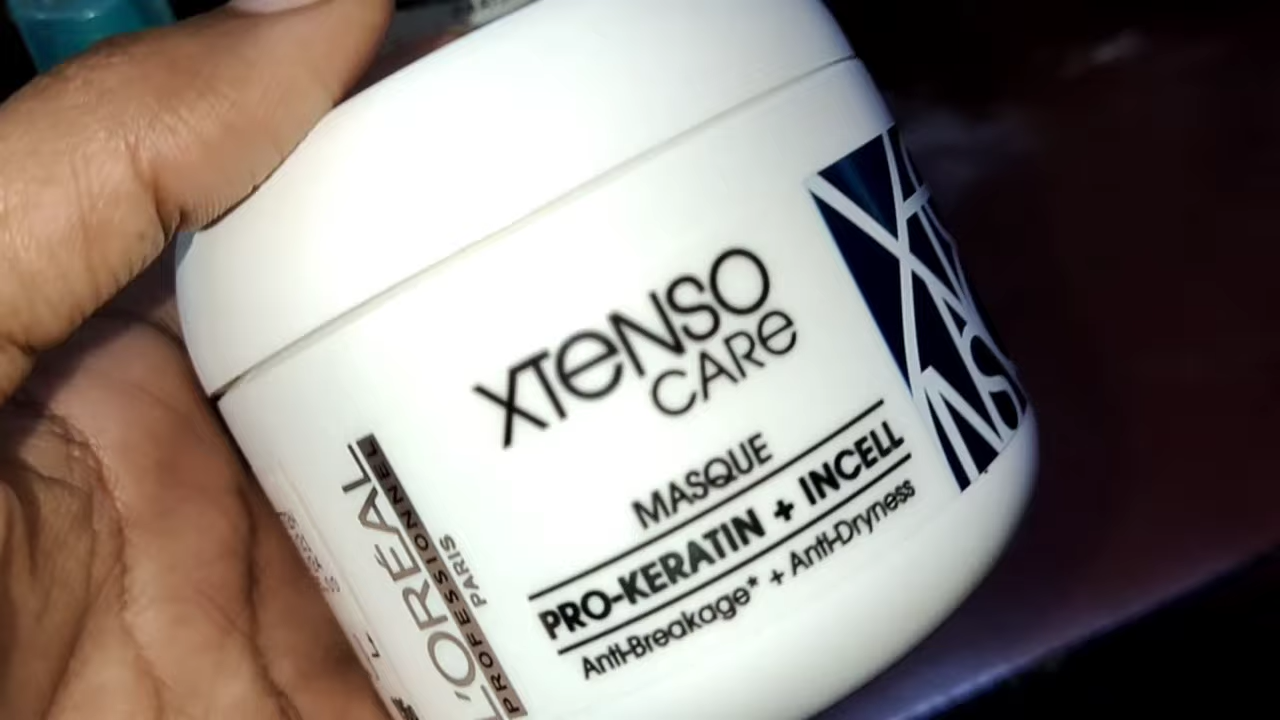 XTENSO
CARE
MASQUE
PRO-KERATIN + INCELL
Anti-Breakage* + Anti-Dryness
L'ORÉAL
PROFESSIONNEL
PARIS